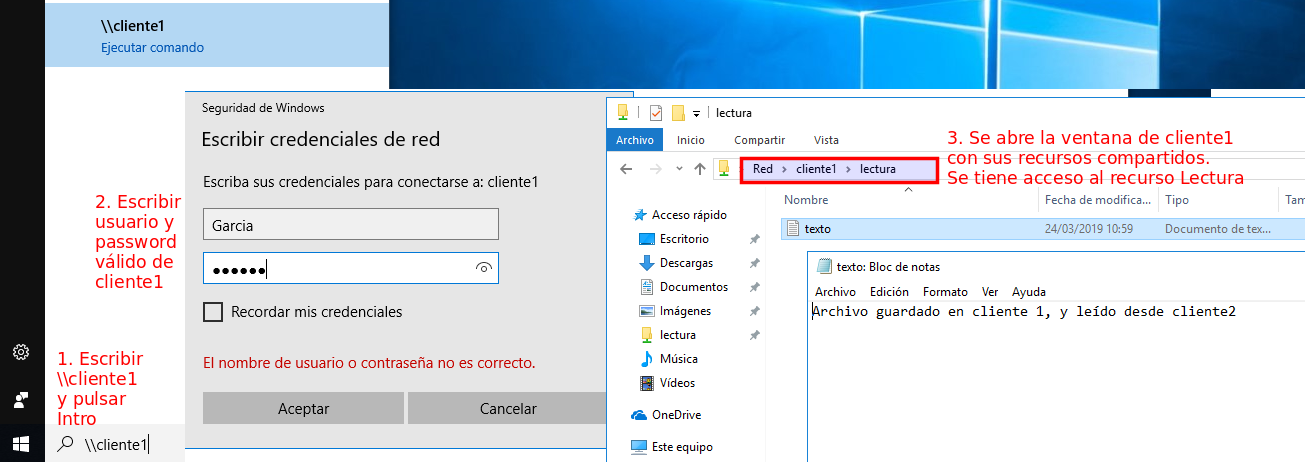 \\cliente1
Ejecutar comando
Seguridad de Windows
Escribir credenciales de red
Escriba sus credenciales para conectarse a: cliente1
Garcia
Recordar mis credenciales
El nombre de usuario o contraseña no es correcto.
Aceptar
Cancelar
2. Escribir
usuario y
password
válido de
cliente1
1. Escribir
\\cliente1
y pulsar
Intro
\\cliente1
lectura
Archivo
Inicio
Compartir
Vista
3. Se abre la ventana de cliente1
con sus recursos compartidos.
Se tiene acceso al recurso Lectura
Red > cliente1 > lectura
Nombre
Fecha de modifica...
Tipo
Tam
Acceso rápido
Escritorio
Descargas
Documentos
Imágenes
lectura
Música
Vídeos
OneDrive
Este equipo
texto
24/03/2019 10:59
Documento de tex...
texto: Bloc de notas
Archivo Edición Formato Ver Ayuda
Archivo guardado en cliente 1, y leído desde cliente2